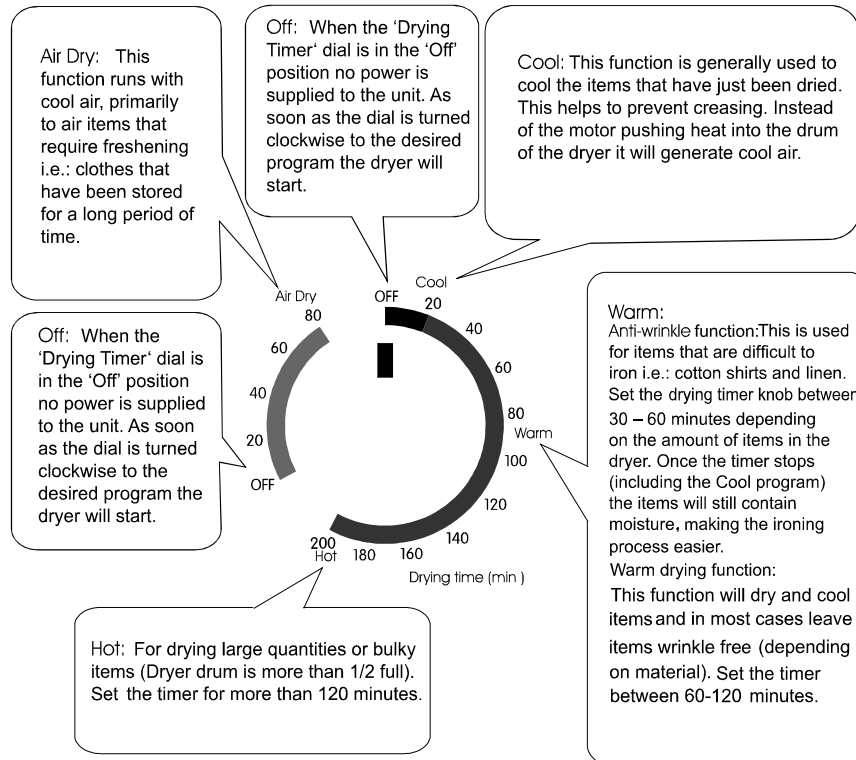 Air Dry: This
function runs with
cool air, primarily
to air items that
require freshening
i.e.: clothes that
have been stored
for a long period of
time.
Off: When the 'Drying
Timer' dial is in the 'Off'
position no power is
supplied to the unit. As
soon as the dial is turned
clockwise to the desired
program the dryer will
start.
Cool: This function is generally used to
cool the items that have just been dried.
This helps to prevent creasing. Instead
of the motor pushing heat into the drum
of the dryer it will generate cool air.
Off: When the
'Drying Timer' dial is
in the 'Off' position
no power is supplied
to the unit. As soon
as the dial is turned
clockwise to the
desired program the
dryer will start.
Air Dry
80
60
40
20
OFF
OFF
Cool
20
40
60
80
Warm
100
120
140
160
180
200
Hot
Drying time (min )
Warm:
Anti-wrinkle function:This is used
for items that are difficult to
iron i.e.: cotton shirts and linen.
Set the drying timer knob between
30 – 60 minutes depending
on the amount of items in the
dryer. Once the timer stops
(including the Cool program)
the items will still contain
moisture, making the ironing
process easier.
Warm drying function:
This function will dry and cool
items and in most cases leave
items wrinkle free (depending
on material). Set the timer
between 60-120 minutes.
Hot: For drying large quantities or bulky
items (Dryer drum is more than 1/2 full).
Set the timer for more than 120 minutes.